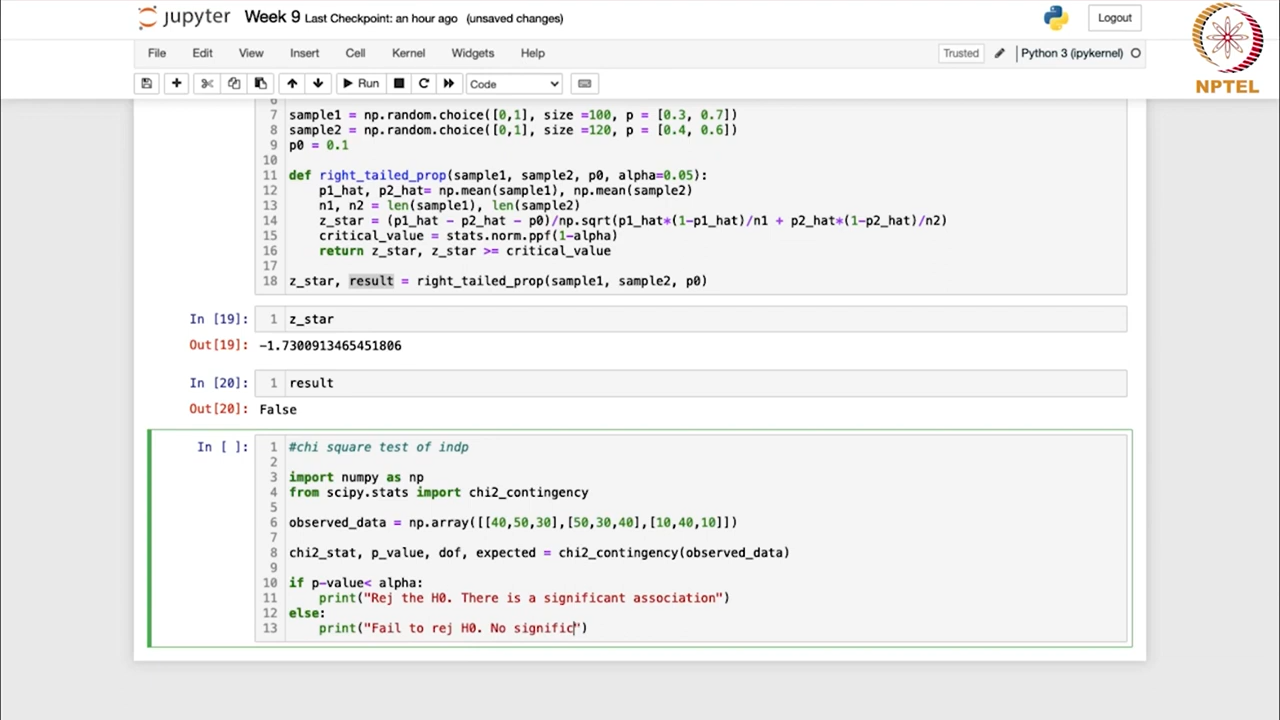 jupyter Week 9 Last Checkpoint: an hour ago (unsaved changes)
Logout
File Edit View Insert Cell Kernel Widgets Help
Trusted Python 3 (ipykernel)
NPTEL
Run Code
6
7 sample1 = np.random.choice([0,1], size =100, p = [0.3, 0.7])
8 sample2 = np.random.choice([0,1], size =120, p = [0.4, 0.6])
9 p0 = 0.1
10
11 def right_tailed_prop(sample1, sample2, p0, alpha=0.05):
12 p1_hat, p2_hat= np.mean(sample1), np.mean(sample2)
13 n1, n2 = len(sample1), len(sample2)
14 z_star = (p1_hat - p2_hat - p0)/np.sqrt(p1_hat*(1-p1_hat)/n1 + p2_hat*(1-p2_hat)/n2)
15 critical_value = stats.norm.ppf(1-alpha)
16 return z_star, z_star >= critical_value
17
18 z_star, result = right_tailed_prop(sample1, sample2, p0)
In [19]: 1 z_star
Out[19]: -1.7300913465451806
In [20]: 1 result
Out[20]: False
In [ ]: 1 #chi square test of indp
2
3 import numpy as np
4 from scipy.stats import chi2_contingency
5
6 observed_data = np.array([[40,50,30],[50,30,40],[10,40,10]])
7
8 chi2_stat, p_value, dof, expected = chi2_contingency(observed_data)
9
10 if p-value< alpha:
11 print("Rej the H0. There is a significant association")
12 else:
13 print("Fail to rej H0. No signific")